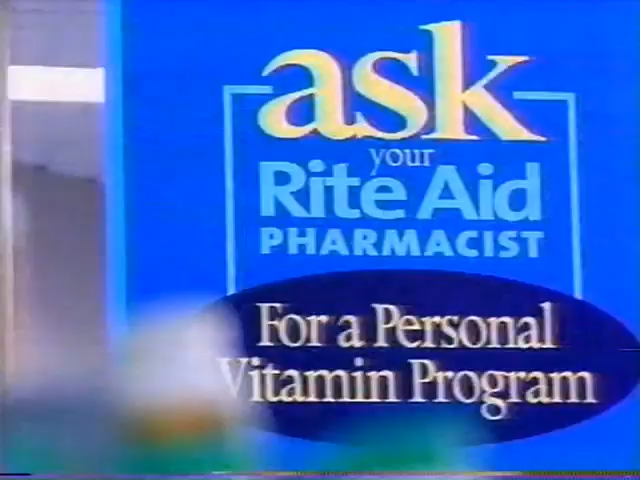 ask
your
Rite Aid
PHARMACIST
For a Personal
Vitamin Program